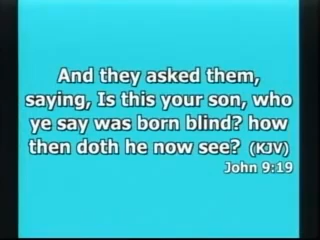 And they asked them,
saying, Is this your son, who
ye say was born blind? how
then doth he now see? (KJV)
John 9:19